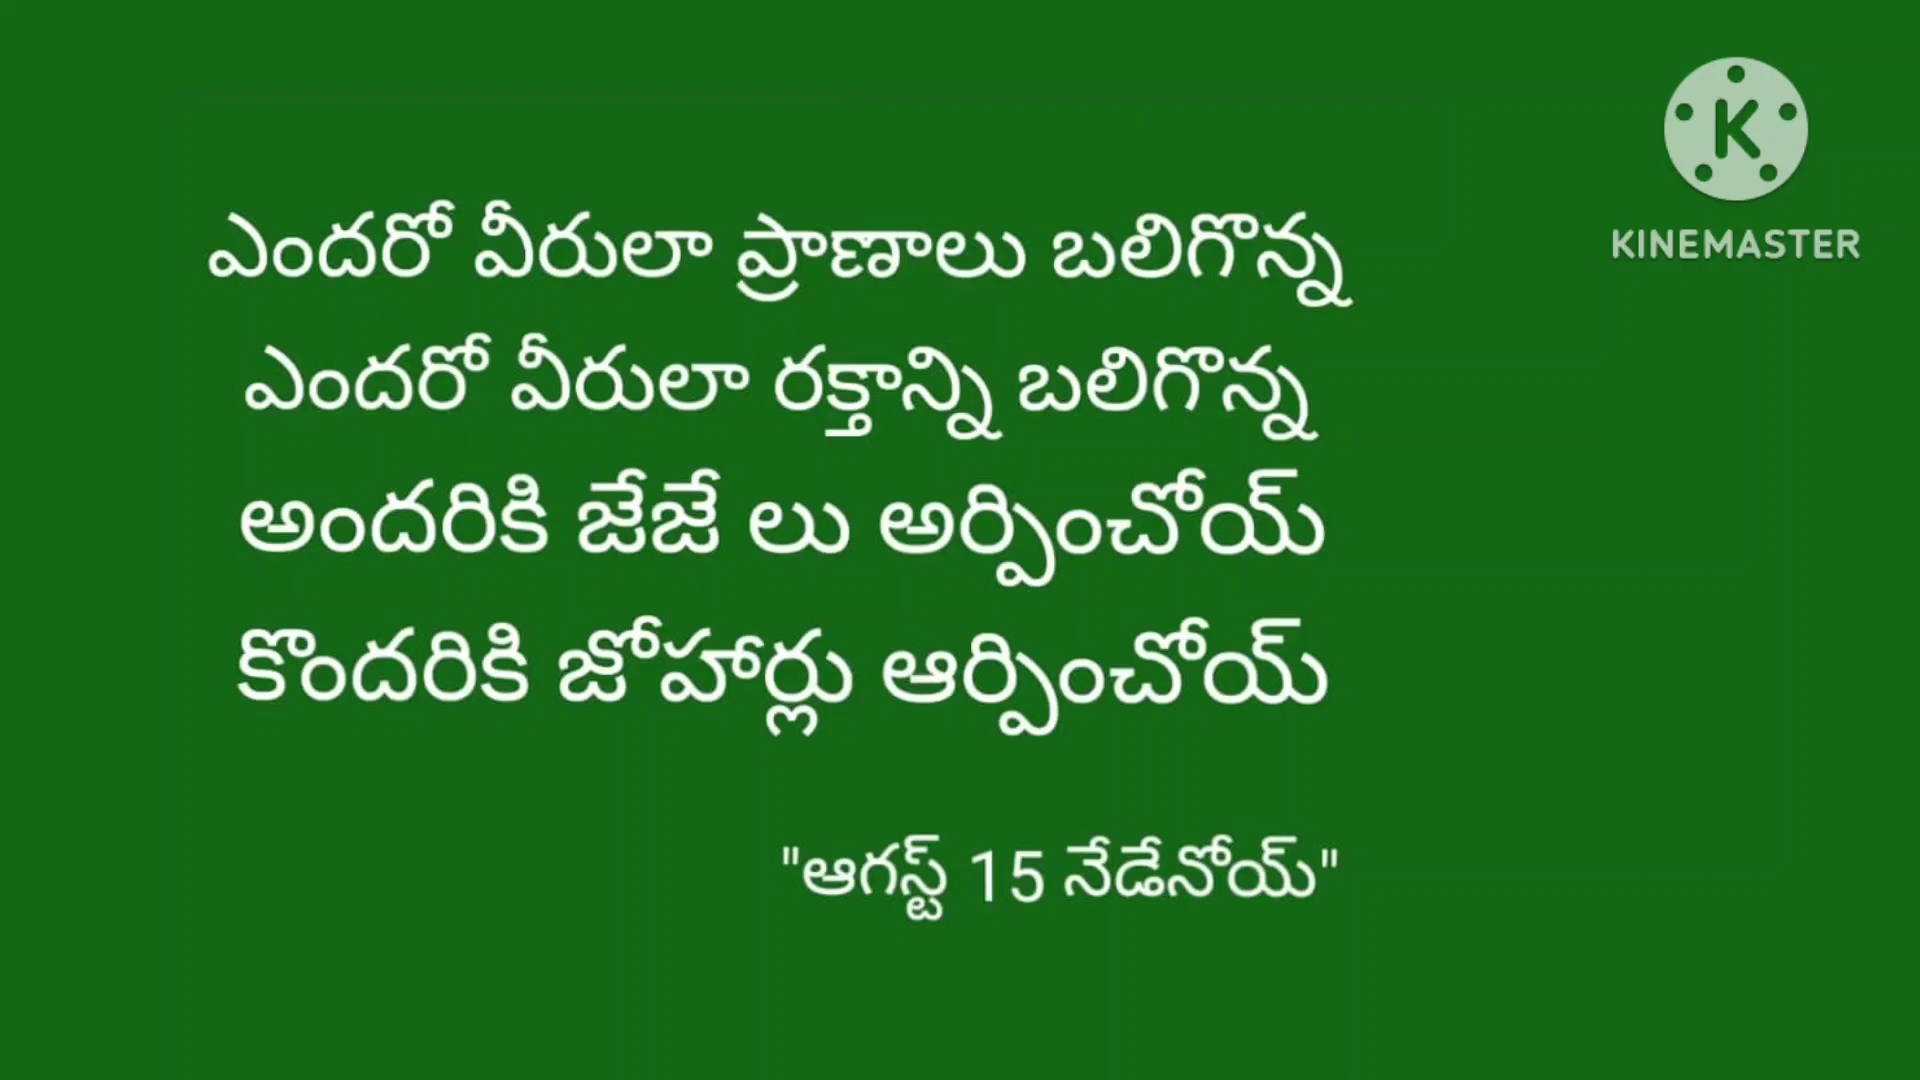 ఎందరో వీరులా ప్రాణాలు బలిగొన్న
ఎందరో వీరులా రక్తాన్ని బలిగొన్న
అందరికి జేజే లు అర్పించోయ్
కొందరికి జోహార్లు ఆర్పించోయ్
"ఆగస్ట్ 15 నేడేనోయ్"
KINEMASTER